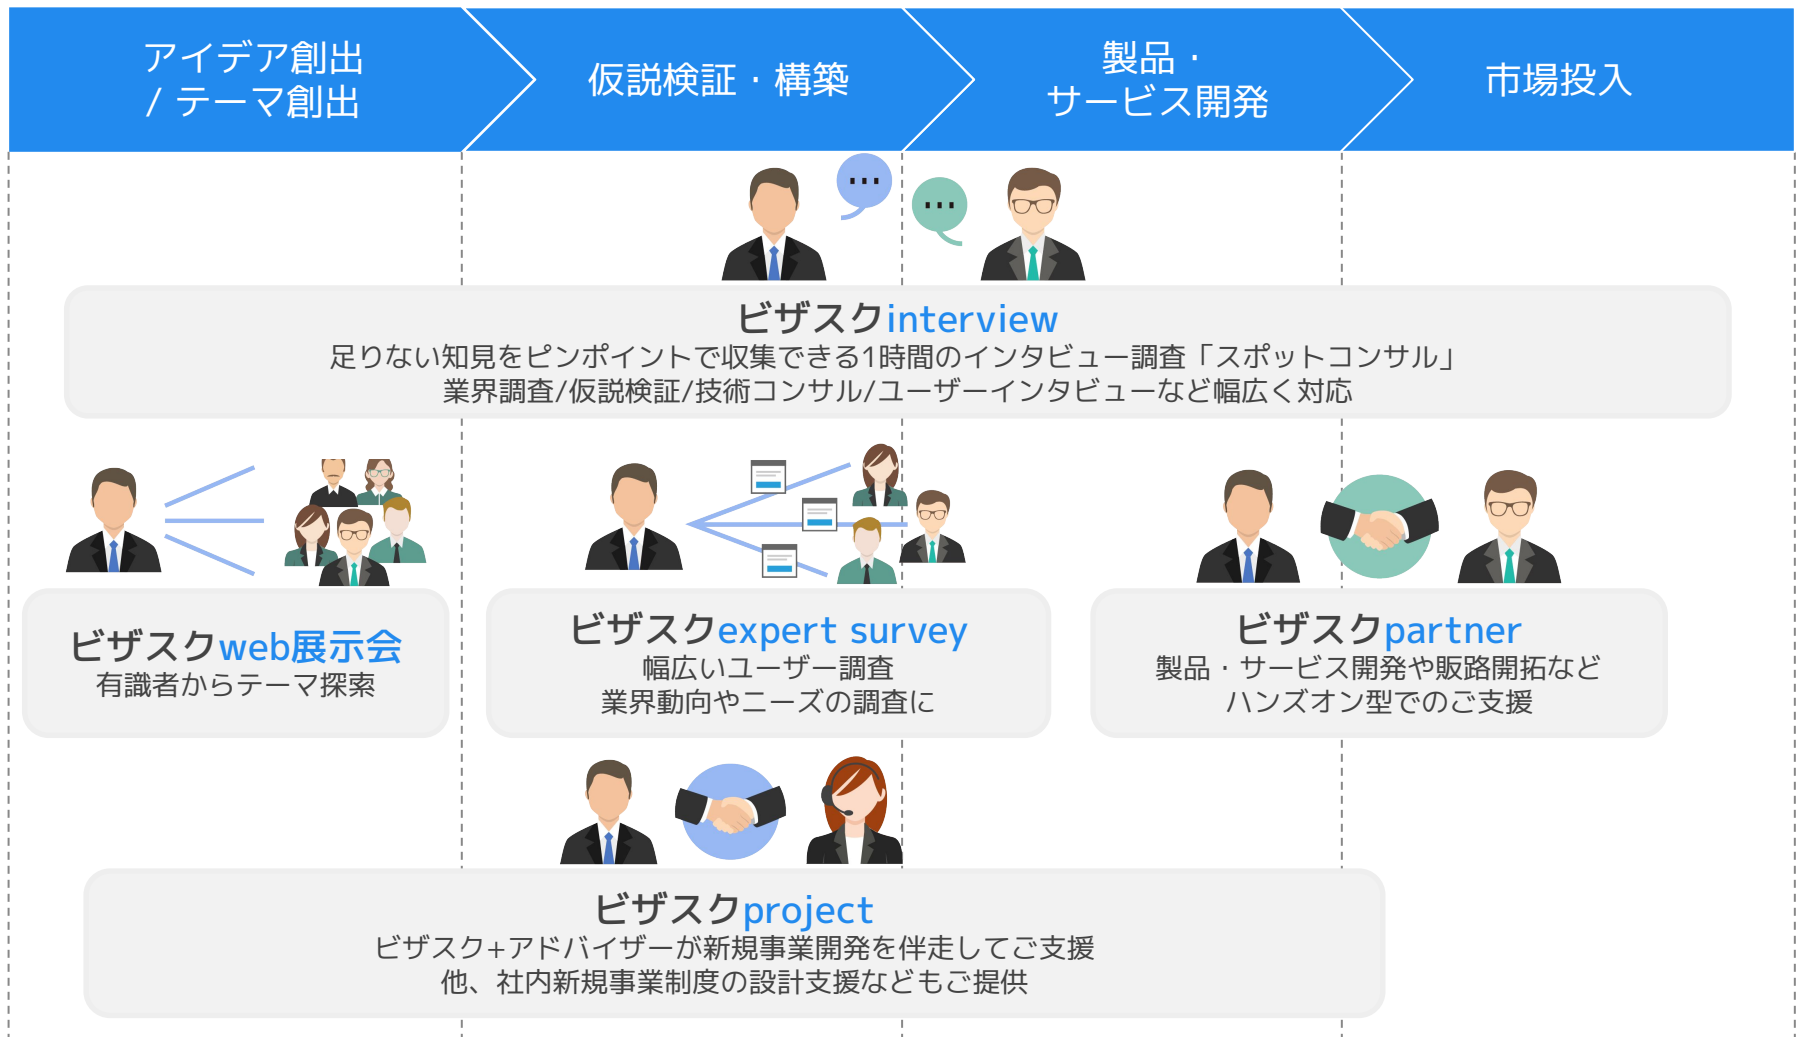 アイデア創出
/ テーマ創出
仮説検証・構築
製品・
サービス開発
市場投入
ビザスクinterview
足りない知見をピンポイントで収集できる1時間のインタビュー調査「スポットコンサル」
業界調査/仮説検証/技術コンサル/ユーザーインタビューなど幅広く対応
ビザスクweb展示会
有識者からテーマ探索
ビザスクexpert survey
幅広いユーザー調査
業界動向やニーズの調査に
ビザスクpartner
製品・サービス開発や販路開拓など
ハンズオン型でのご支援
ビザスクproject
ビザスク+アドバイザーが新規事業開発を伴走してご支援
他、社内新規事業制度の設計支援などもご提供